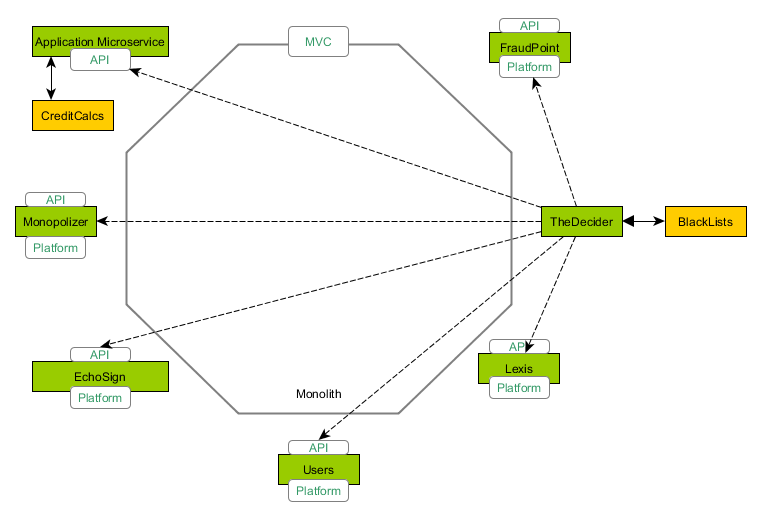 API
MVC
Application Microservice
FraudPoint
API
Platform
CreditCalcs
API
Monopolizer
TheDecider
BlackLists
Platform
API
API
Lexis
EchoSign
Platform
Monolith
Platform
API
Users
Platform